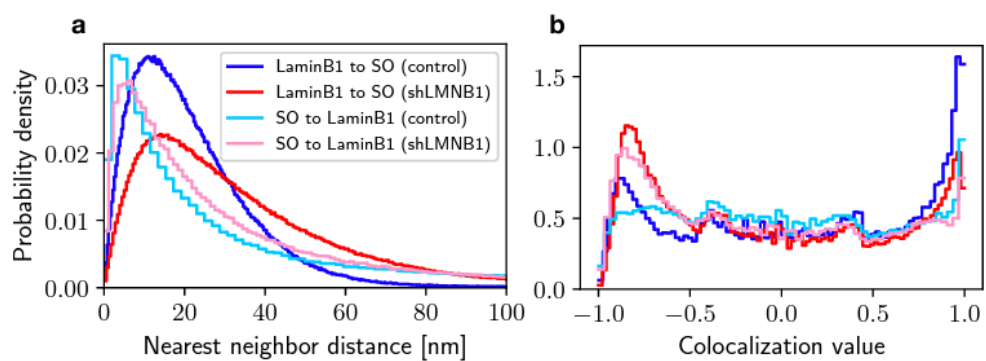 a
0.03
0.02
0.01
0.00
Probability density
LaminB1 to SO (control)
LaminB1 to SO (shLMNB1)
SO to LaminB1 (control)
SO to LaminB1 (shLMNB1)
0 20 40 60 80 100
Nearest neighbor distance [nm]
b
1.5
1.0
0.5
0.0
−1.0 −0.5 0.0 0.5 1.0
Colocalization value